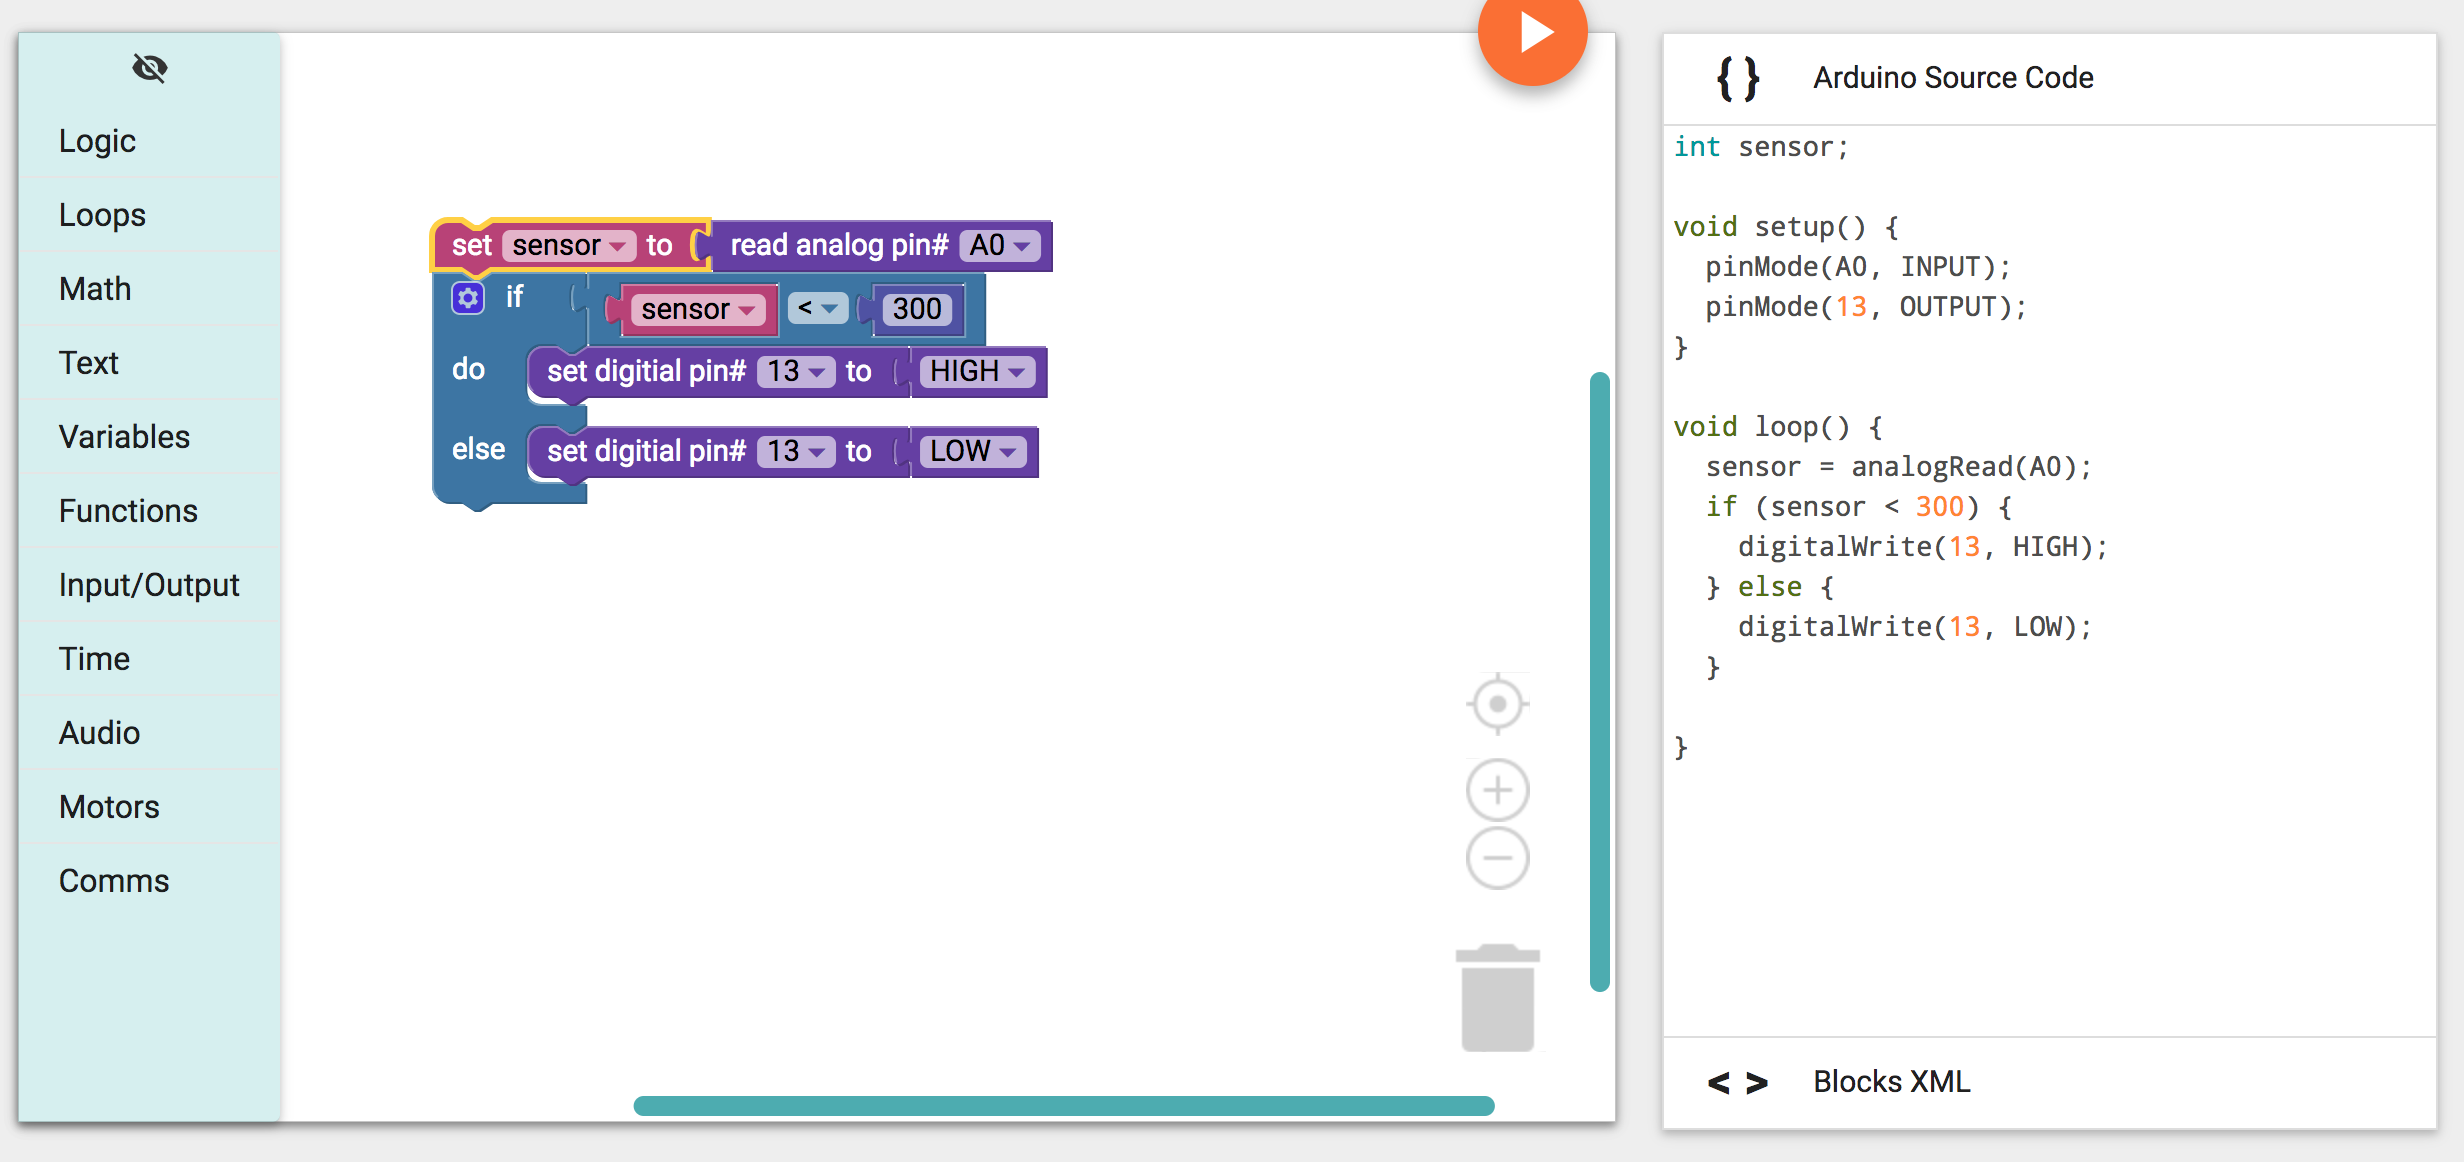 Logic
Loops
Math
Text
Variables
Functions
Input/Output
Time
Audio
Motors
Comms
set sensor to read analog pin# A0
if sensor < 300
do set digitial pin# 13 to HIGH
else set digitial pin# 13 to LOW
{ } Arduino Source Code
int sensor;
void setup() {
  pinMode(A0, INPUT);
  pinMode(13, OUTPUT);
}
void loop() {
  sensor = analogRead(A0);
  if (sensor < 300) {
    digitalWrite(13, HIGH);
  } else {
    digitalWrite(13, LOW);
  }
}
< > Blocks XML